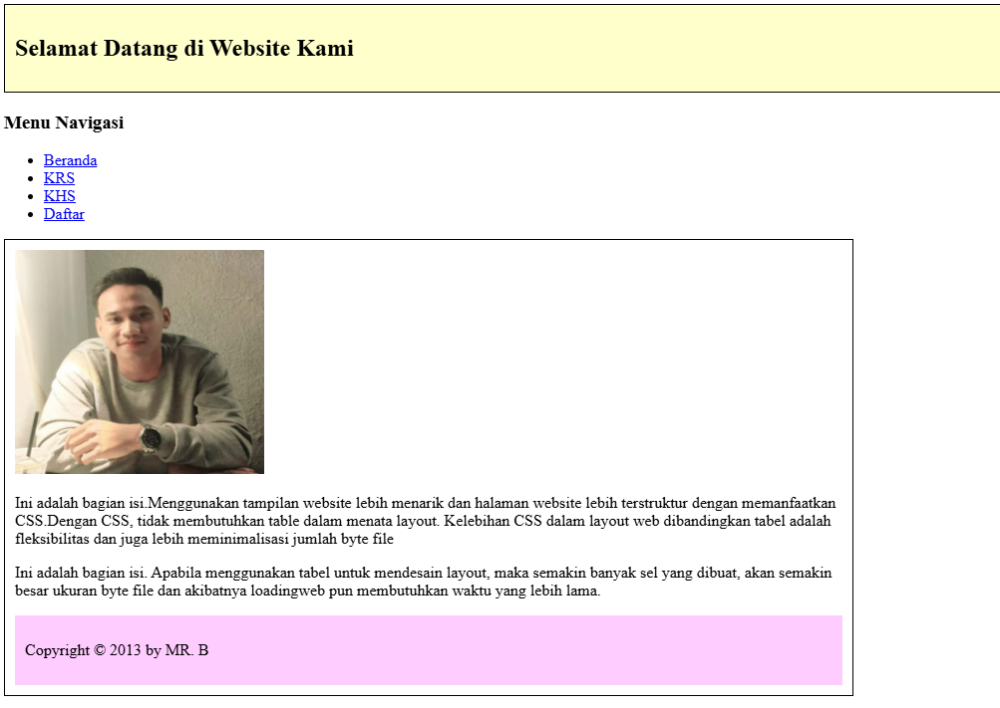 Selamat Datang di Website Kami
Menu Navigasi
Beranda
KRS
KHS
Daftar
Ini adalah bagian isi.Menggunakan tampilan website lebih menarik dan halaman website lebih terstruktur dengan memanfaatkan
CSS.Dengan CSS, tidak membutuhkan table dalam menata layout. Kelebihan CSS dalam layout web dibandingkan tabel adalah
fleksibilitas dan juga lebih meminimalisasi jumlah byte file
Ini adalah bagian isi. Apabila menggunakan tabel untuk mendesain layout, maka semakin banyak sel yang dibuat, akan semakin
besar ukuran byte file dan akibatnya loadingweb pun membutuhkan waktu yang lebih lama.
Copyright © 2013 by MR. B